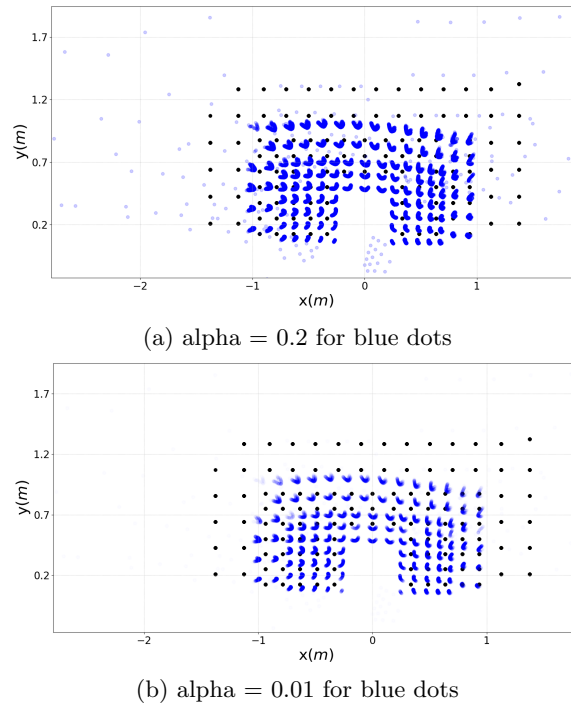 1.7
1.2
y(m)
0.7
0.2
−2
−1
0
1
x(m)
(a) alpha = 0.2 for blue dots
1.7
1.2
y(m)
0.7
0.2
−2
−1
0
1
x(m)
(b) alpha = 0.01 for blue dots